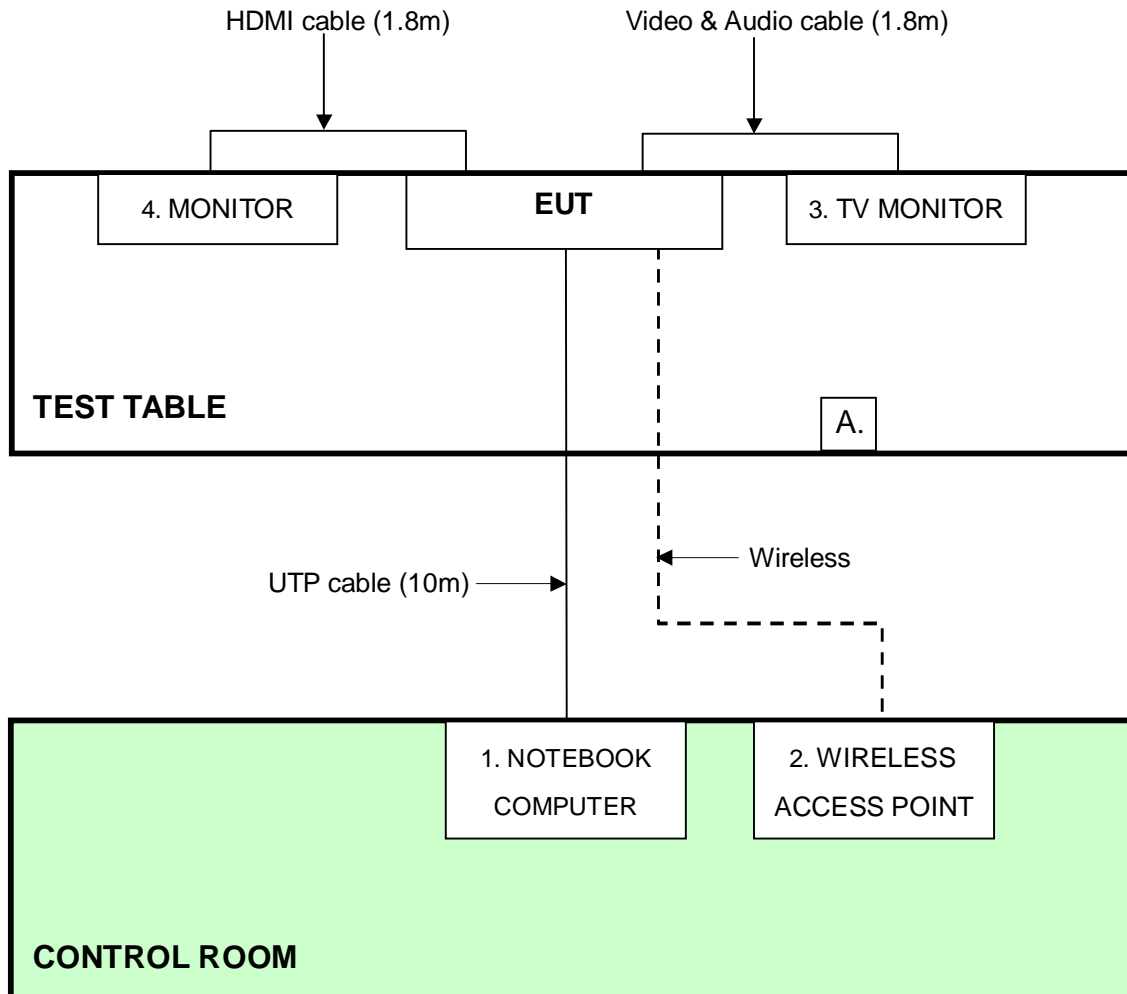 HDMI cable (1.8m)
Video & Audio cable (1.8m)
4. MONITOR
EUT
3. TV MONITOR
TEST TABLE
A.
Wireless
UTP cable (10m)
1. NOTEBOOK
COMPUTER
2. WIRELESS
ACCESS POINT
CONTROL ROOM